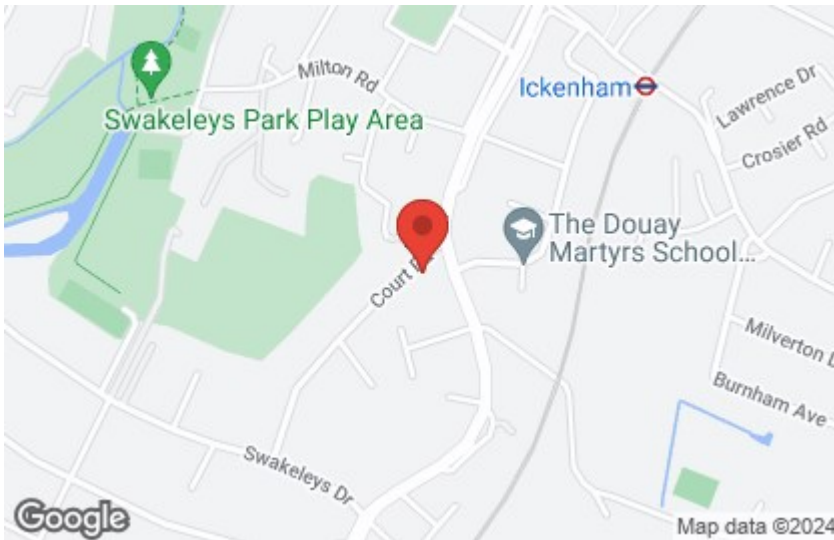 Milton Rd
Ickenham
Lawrence Dr
Crosier Rd
Swakeleys Park Play Area
The Douay
Martyrs School...
Court
Milverton D
Burnham Ave
Swakeleys Dr
Google
Map data ©2024